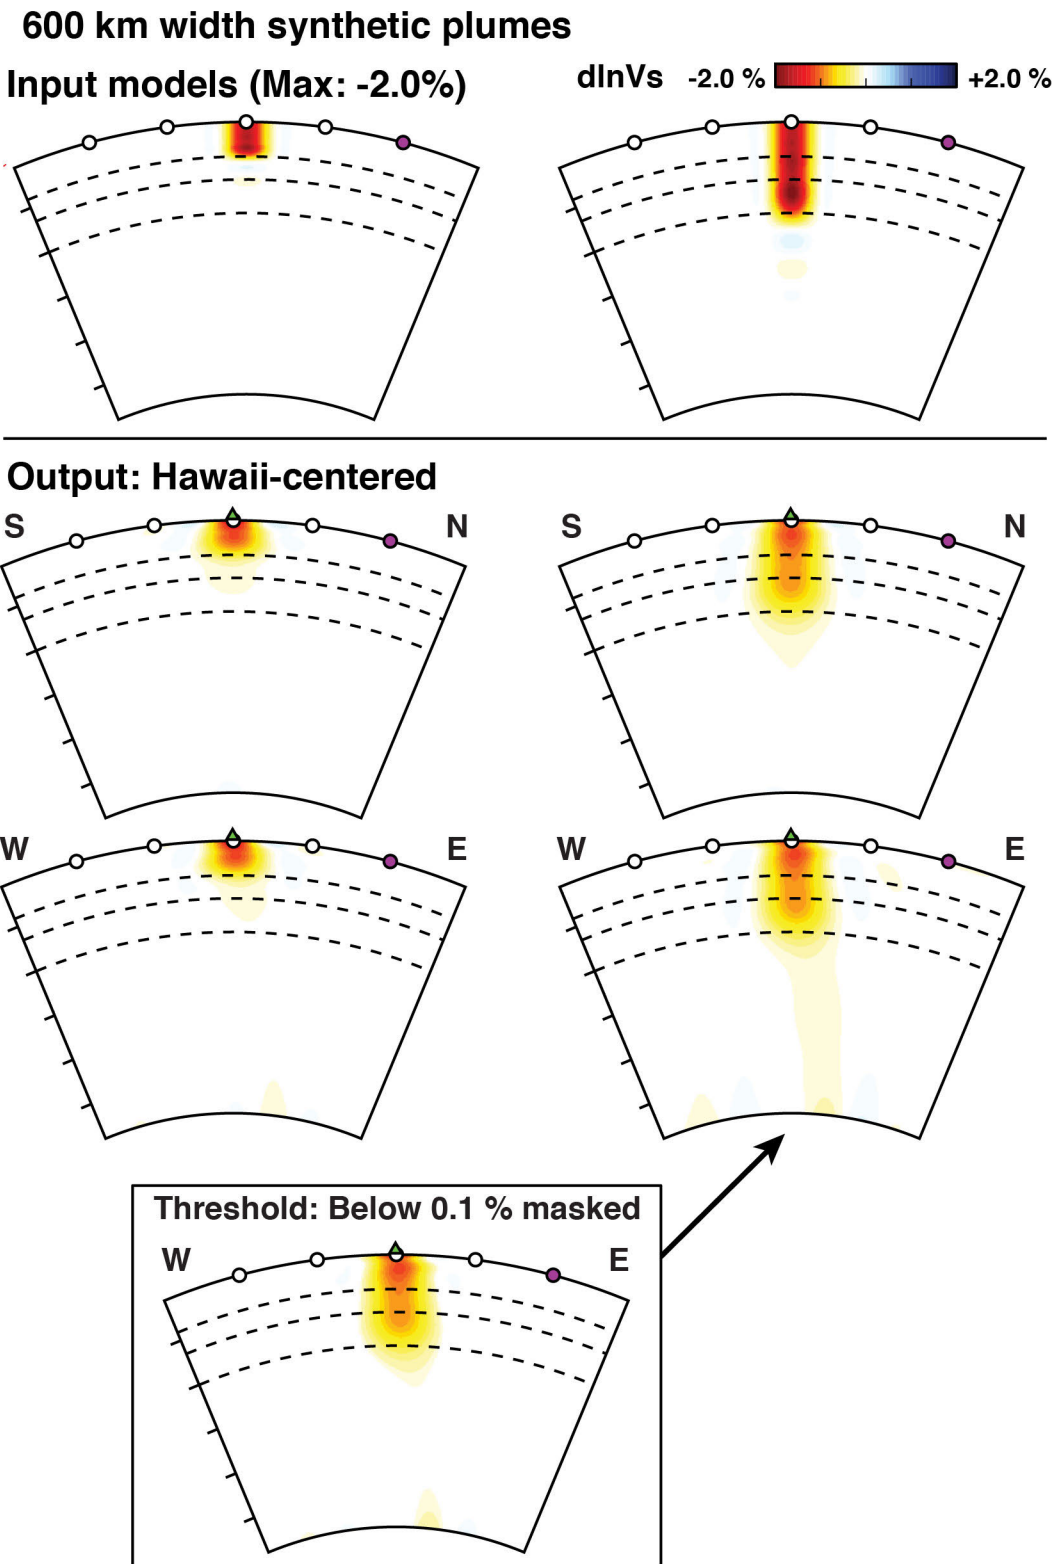 600 km width synthetic plumes
Input models (Max: -2.0%)
dlnVs -2.0 % +2.0 %
Output: Hawaii-centered
S N S N
W E W E
Threshold: Below 0.1 % masked
W E